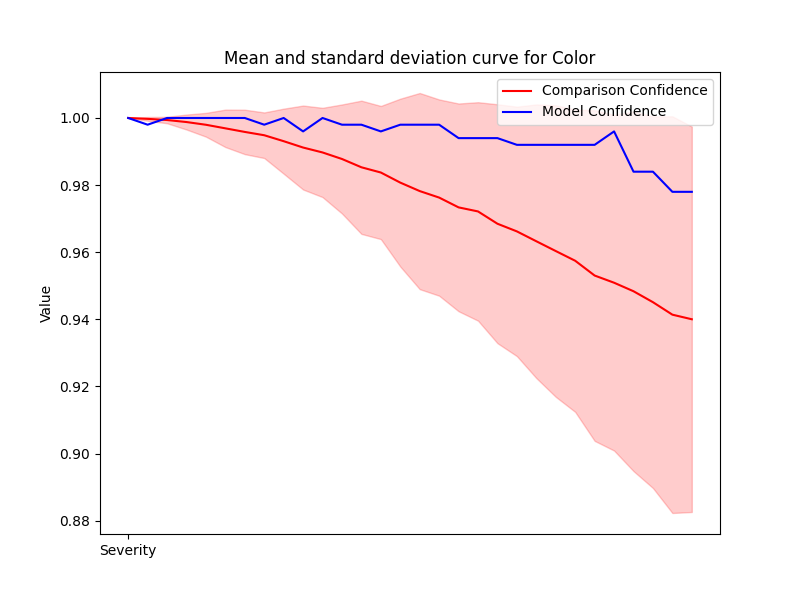 Mean and standard deviation curve for Color
Comparison Confidence
Model Confidence
1.00
0.98
0.96
0.94
0.92
0.90
0.88
Value
Severity